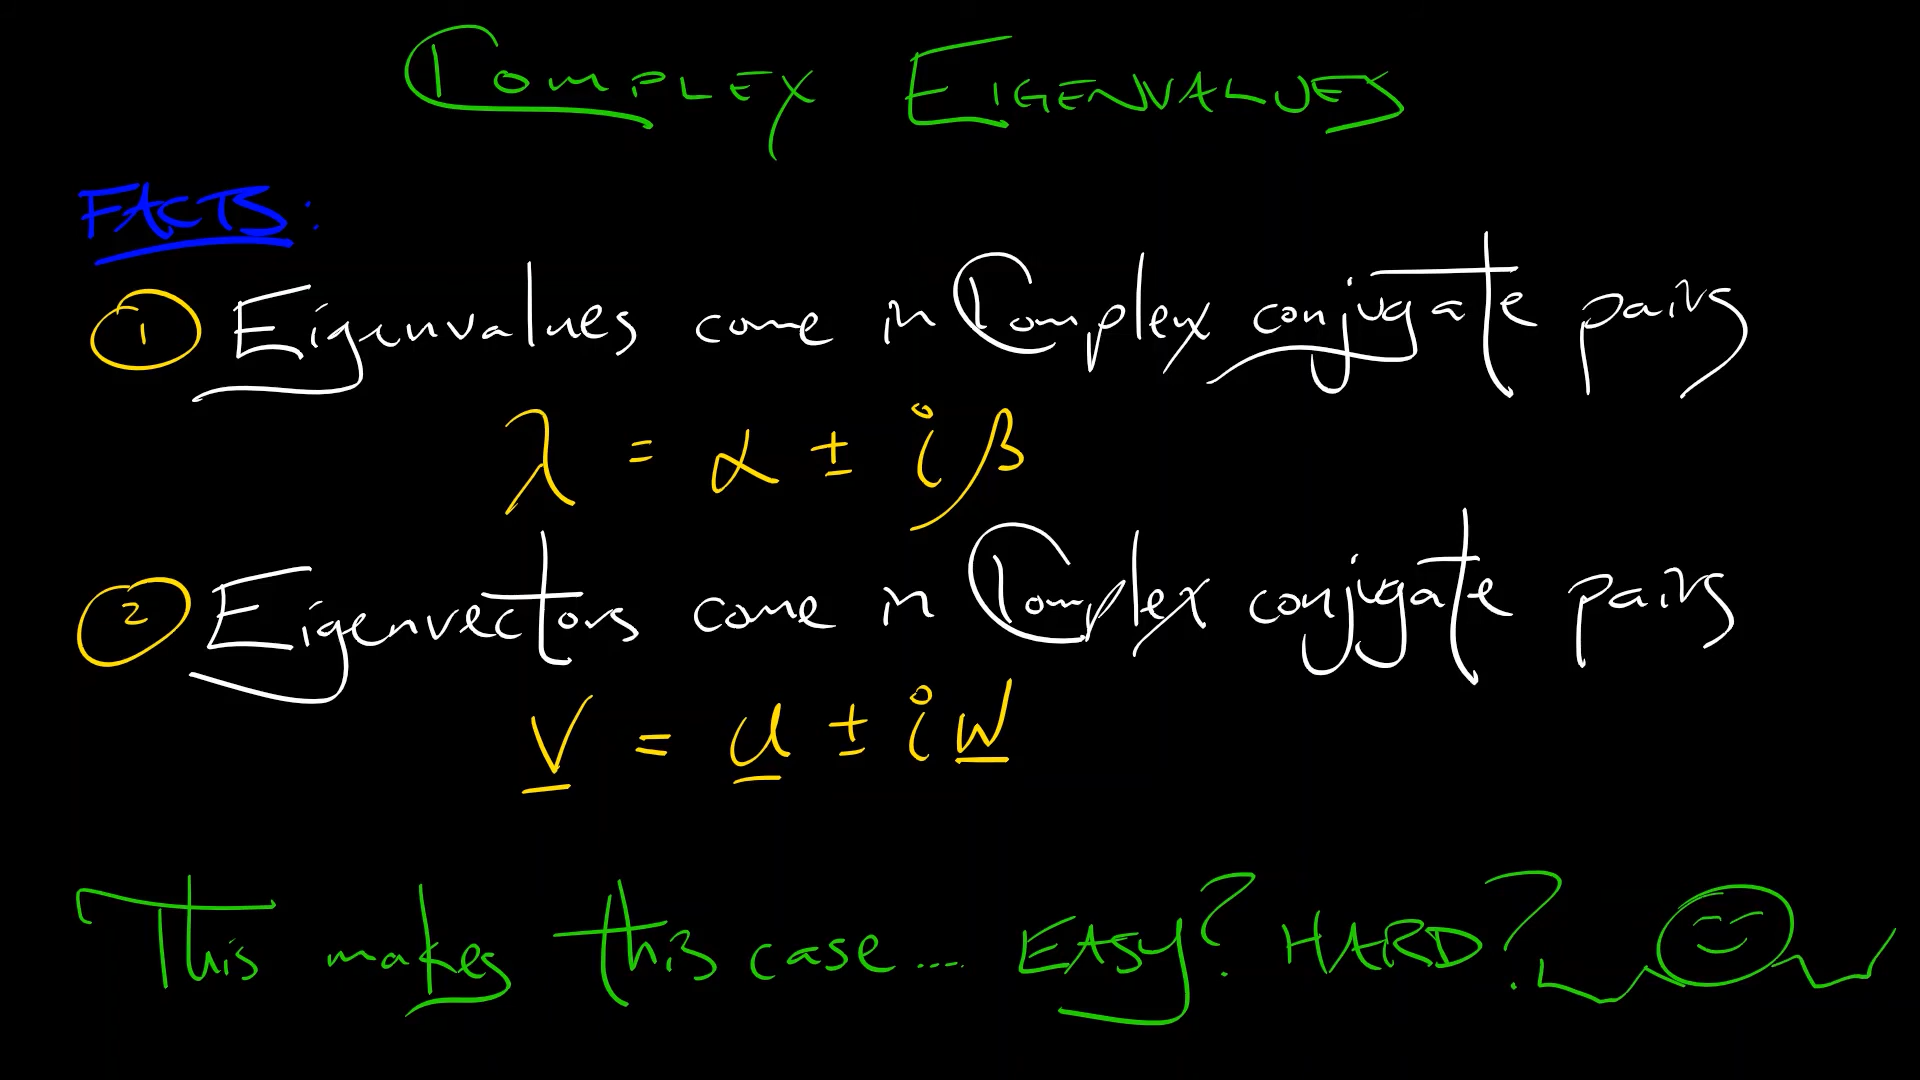 COMPLEX EIGENVALUES
FACTS:
① Eigenvalues come in Complex conjugate pairs
λ = α ± iβ
② Eigenvectors come in Complex conjugate pairs
v = u ± iw
This makes this case... EASY? HARD?